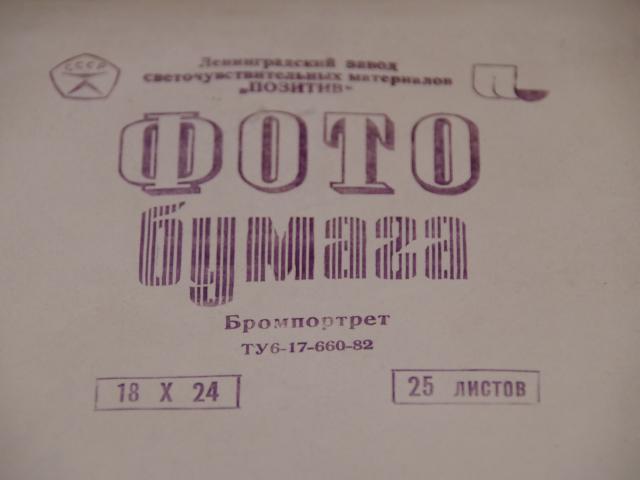 СССР
Ленинградский завод
светочувствительных материалов
„ПОЗИТИВ“
ФОТО
бумага
Бромпортрет
ТУ6-17-660-82
18 X 24
25 листов